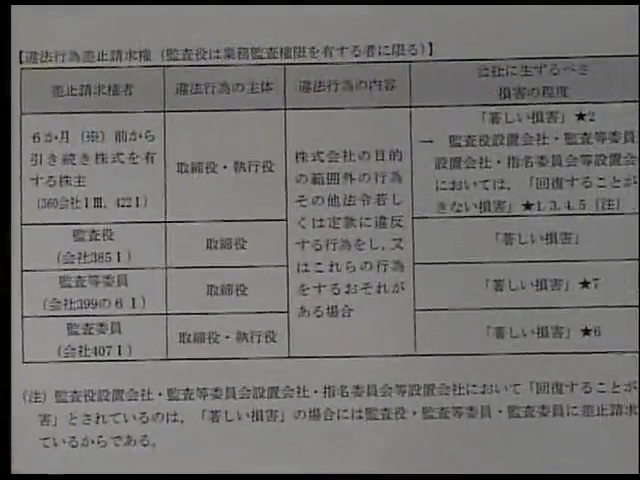 【違法行為差止請求権（監査役は業務監査権限を有する者に限る）】
差止請求権者
違法行為の主体
違法行為の内容
会社に生ずるべき
損害の程度
6か月（※）前から
引き続き株式を有
する株主
(360会社ⅠⅢ, 422Ⅰ)
取締役・執行役
株式会社の目的
の範囲外の行為
その他法令若し
くは定款に違反
する行為をし, 又
はこれらの行為
をするおそれが
ある場合
「著しい損害」★2
→ 監査役設置会社・監査等委員
設置会社・指名委員会等設置会
においては, 「回復することが
きない損害」★1, 3, 4, 5（注）
監査役
(会社385Ⅰ)
取締役
「著しい損害」
監査等委員
(会社399の6Ⅰ)
取締役
「著しい損害」★7
監査委員
(会社407Ⅰ)
取締役・執行役
「著しい損害」★6
（注）監査役設置会社・監査等委員会設置会社・指名委員会等設置会社において「回復することが
害」とされているのは, 「著しい損害」の場合には監査役・監査等委員・監査委員に差止請求
ているからである。